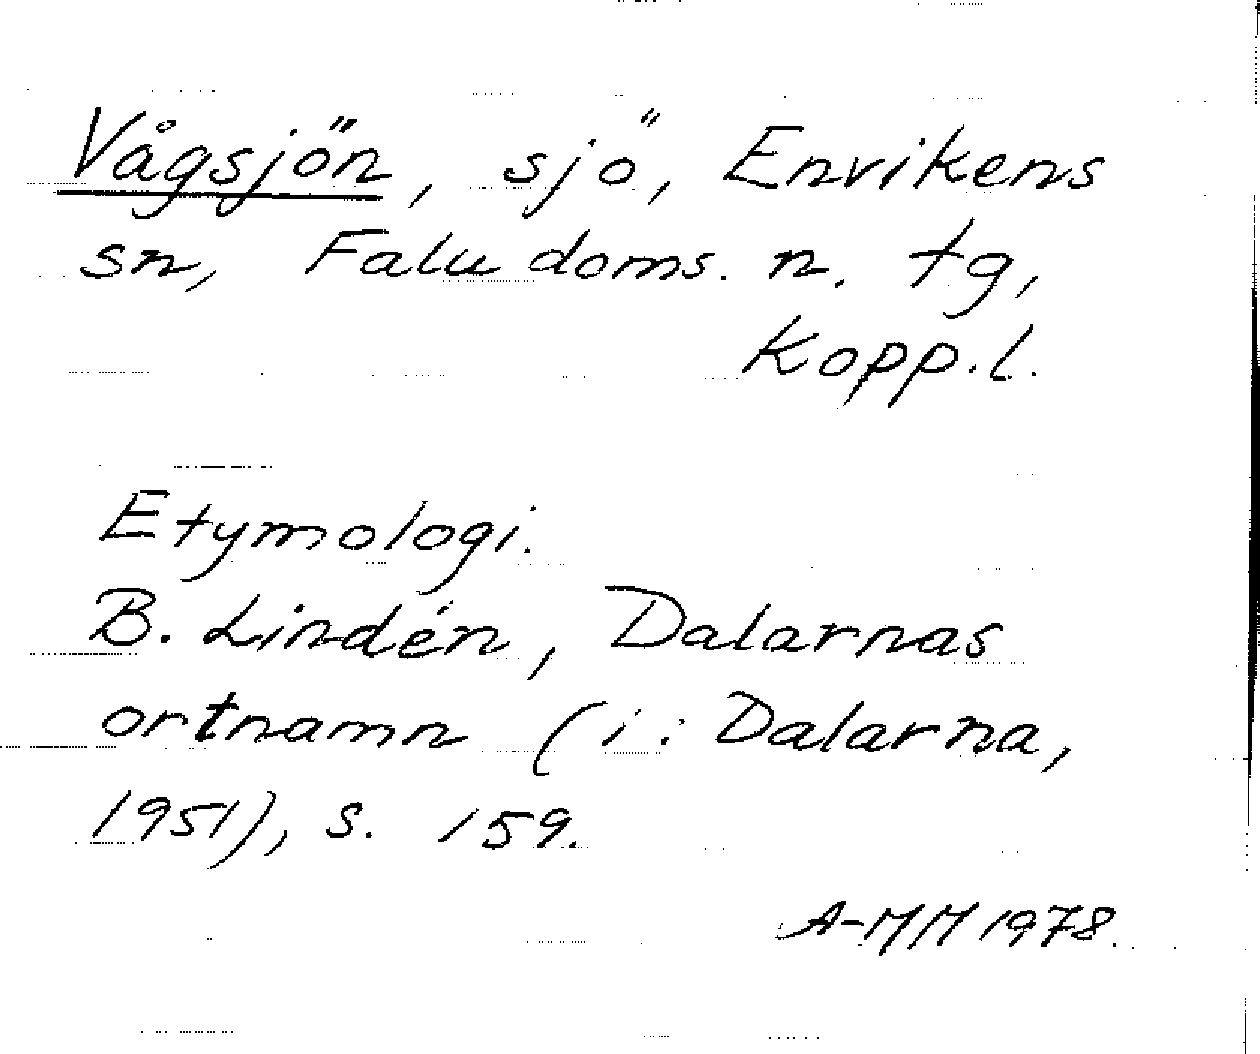 Vågsjön, sjö, Envikens
sn, Falu doms. n. tg,
Kopp.l.
Etymologi.
B. Lindén, Dalarnas
ortnamn (i: Dalarna,
1951), s. 159.
A-MM 1978.